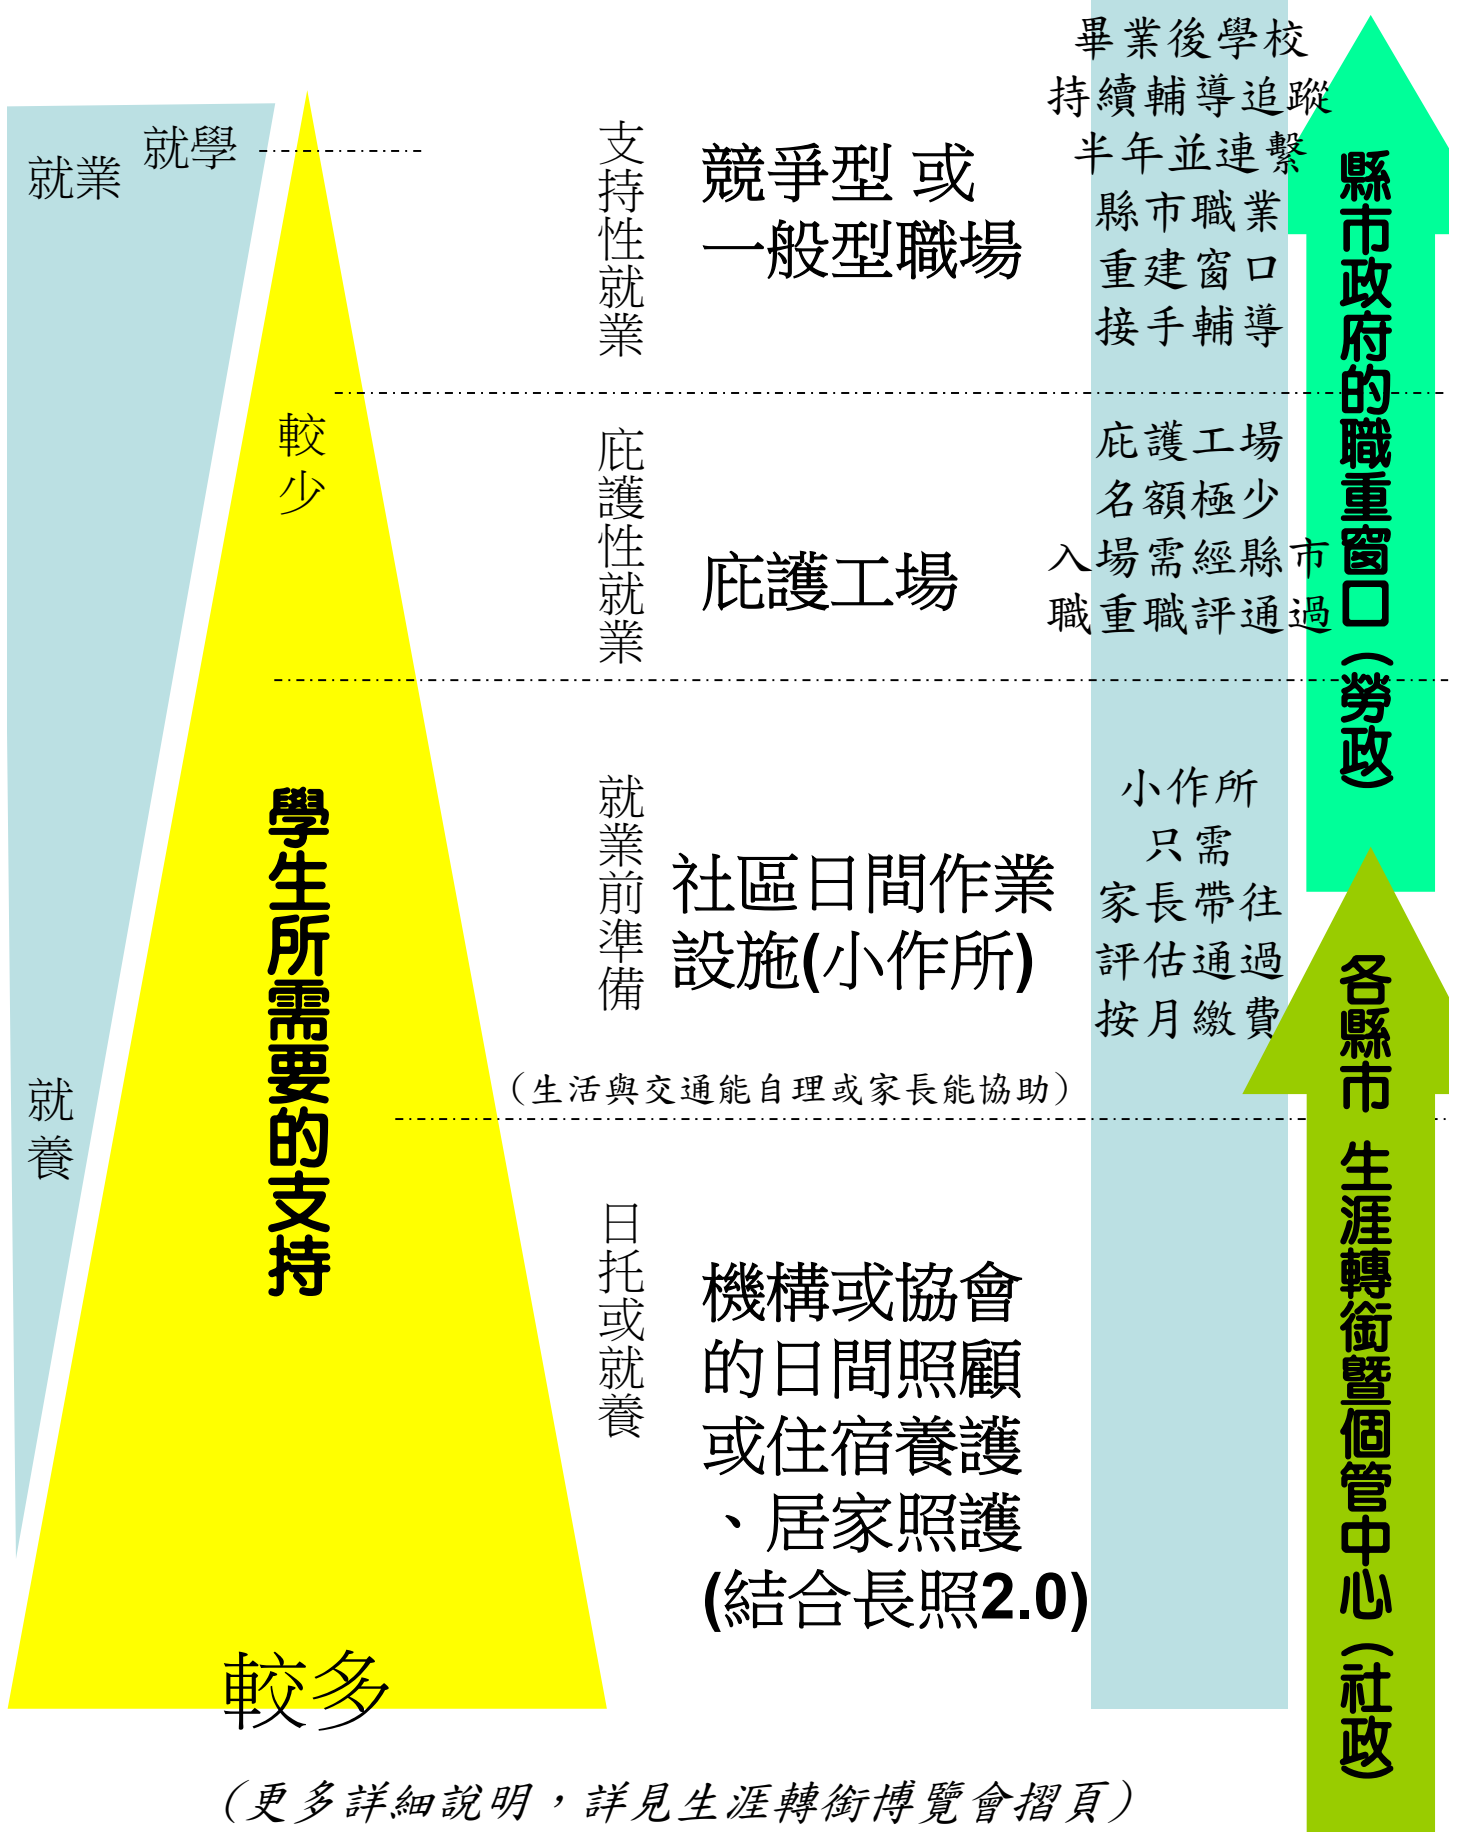 就業
就學
較少
學生所需要的支持
就養
較多
支持性就業
競爭型 或
一般型職場
畢業後學校
持續輔導追蹤
半年並連繫
縣市職業
重建窗口
接手輔導
庇護性就業
庇護工場
庇護工場
名額極少
入場需經縣市
職重職評通過
就業前準備
社區日間作業
設施(小作所)
小作所
只需
家長帶往
評估通過
按月繳費
（生活與交通能自理或家長能協助）
日托或就養
機構或協會
的日間照顧
或住宿養護
、居家照護
(結合長照2.0)
縣市政府的職重窗口（勞政）
各縣市 生涯轉銜暨個管中心（社政）
（更多詳細說明，詳見生涯轉銜博覽會摺頁）